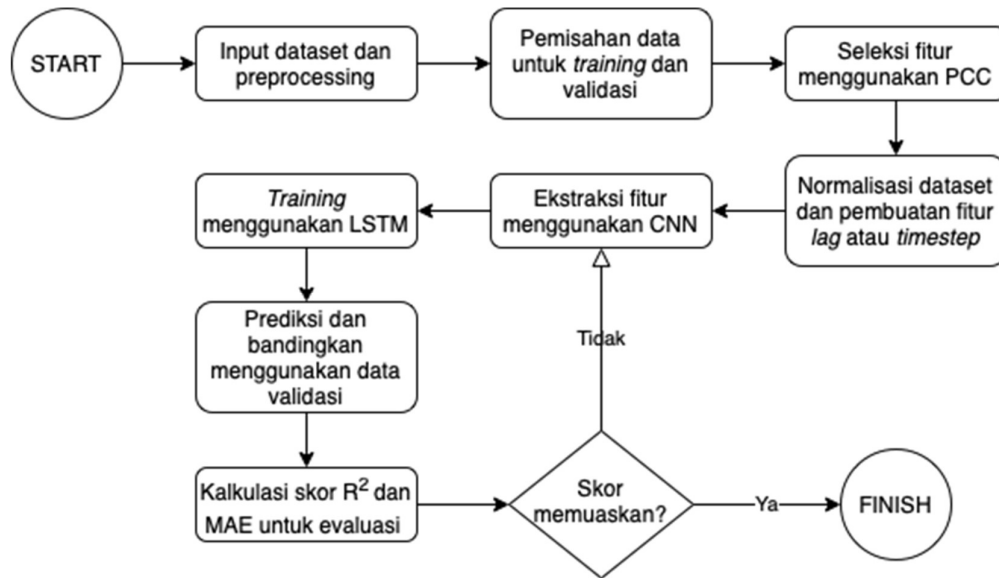 START
Input dataset dan
preprocessing
Pemisahan data
untuk training dan
validasi
Seleksi fitur
menggunakan PCC
Normalisasi dataset
dan pembuatan fitur
lag atau timestep
Ekstraksi fitur
menggunakan CNN
Training
menggunakan LSTM
Prediksi dan
bandingkan
menggunakan data
validasi
Kalkulasi skor R² dan
MAE untuk evaluasi
Skor
memuaskan?
Tidak
Ya
FINISH